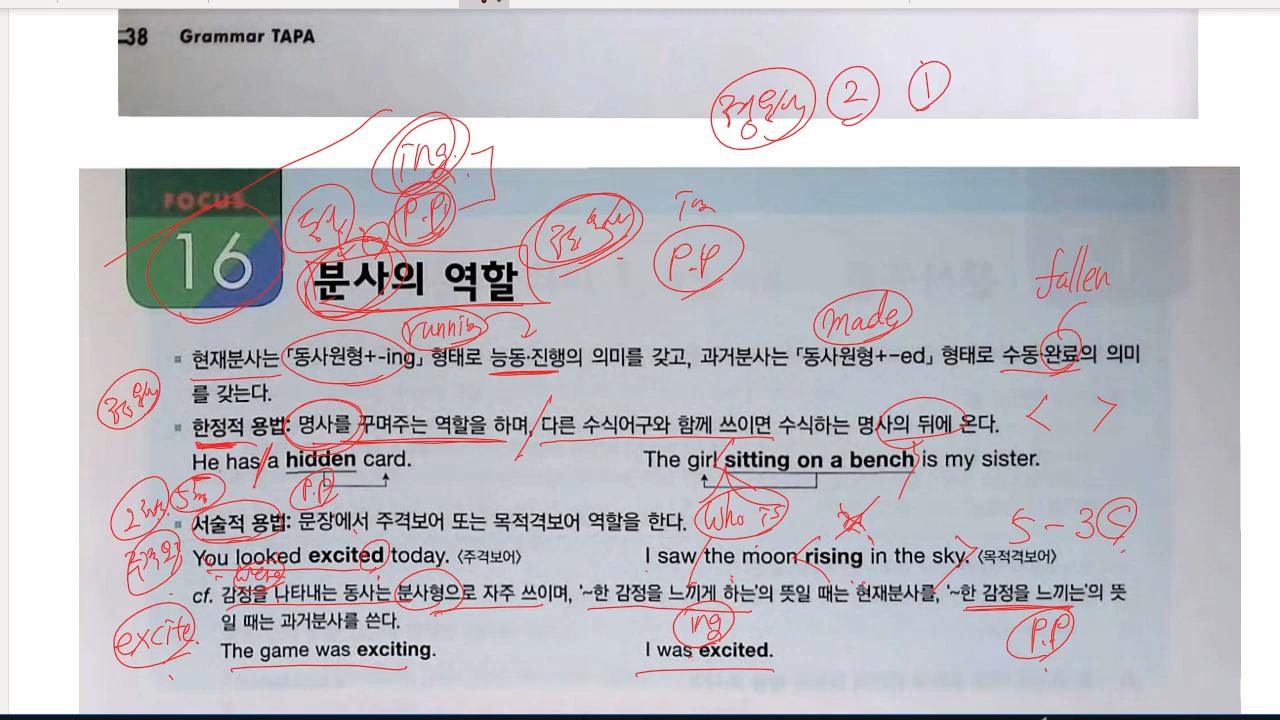 38 Grammar TAPA
형용사 ② ①
ing
P.P
FOCUS
16
분사의 역할
P.P
fallen
made
현재분사는 「동사원형+-ing」 형태로 능동·진행의 의미를 갖고, 과거분사는 「동사원형+-ed」 형태로 수동·완료의 의미
를 갖는다.
한정적 용법: 명사를 꾸며주는 역할을 하며, 다른 수식어구와 함께 쓰이면 수식하는 명사의 뒤에 온다.
< >
He has a hidden card.
The girl sitting on a bench is my sister.
P.P
who is
서술적 용법: 문장에서 주격보어 또는 목적격보어 역할을 한다.
You looked excited today. 〈주격보어〉
I saw the moon rising in the sky. 〈목적격보어〉
were
cf. 감정을 나타내는 동사는 분사형으로 자주 쓰이며, '~한 감정을 느끼게 하는'의 뜻일 때는 현재분사를, '~한 감정을 느끼는'의 뜻
일 때는 과거분사를 쓴다.
excite
ing
P.P
The game was exciting.
I was excited.